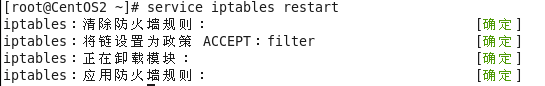 [root@CentOS2 ~]# service iptables restart
iptables：清除防火墙规则： [确定]
iptables：将链设置为政策 ACCEPT：filter [确定]
iptables：正在卸载模块： [确定]
iptables：应用防火墙规则： [确定]